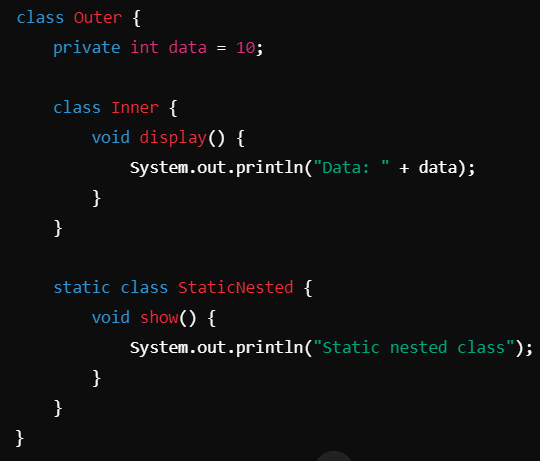 class Outer {
    private int data = 10;

    class Inner {
        void display() {
            System.out.println("Data: " + data);
        }
    }

    static class StaticNested {
        void show() {
            System.out.println("Static nested class");
        }
    }
}